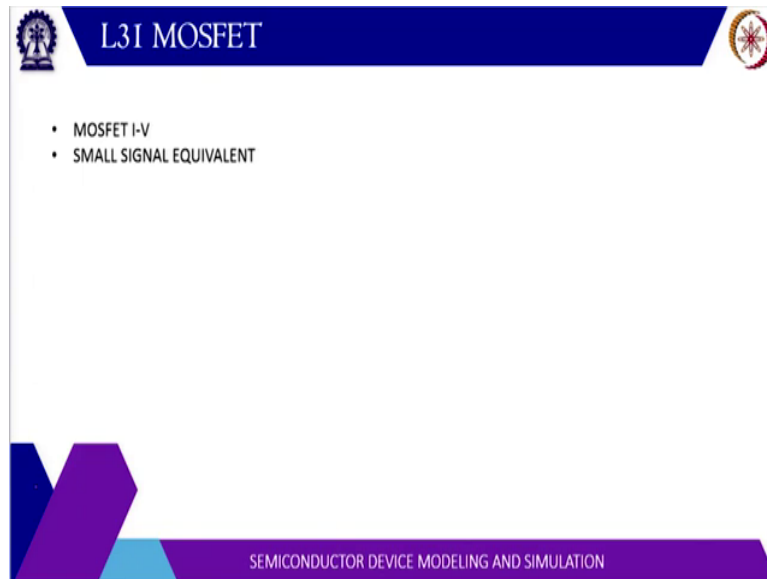 L31 MOSFET
• MOSFET I-V
• SMALL SIGNAL EQUIVALENT
SEMICONDUCTOR DEVICE MODELING AND SIMULATION